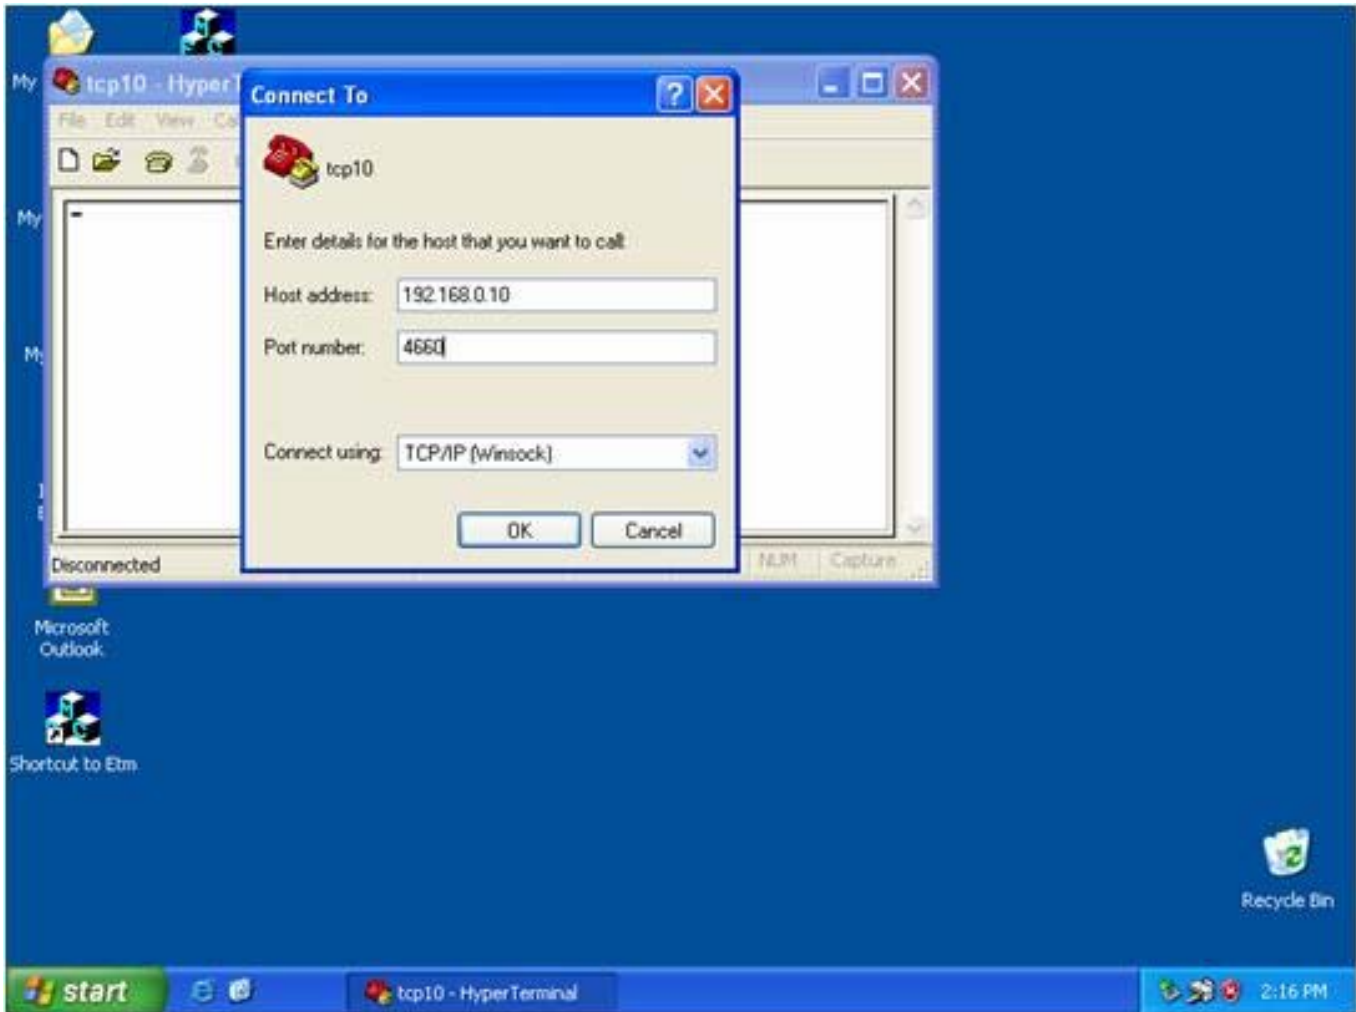 My
tcp10 - HyperT
Connect To
File Edit View Ca
tcp10
My
Enter details for the host that you want to call:
Host address: 192.168.0.10
Port number: 4660
Connect using: TCP/IP (Winsock)
OK Cancel
Disconnected NUM Capture
Microsoft
Outlook
Shortcut to Etm
Recycle Bin
start tcp10 - HyperTerminal 2:16 PM